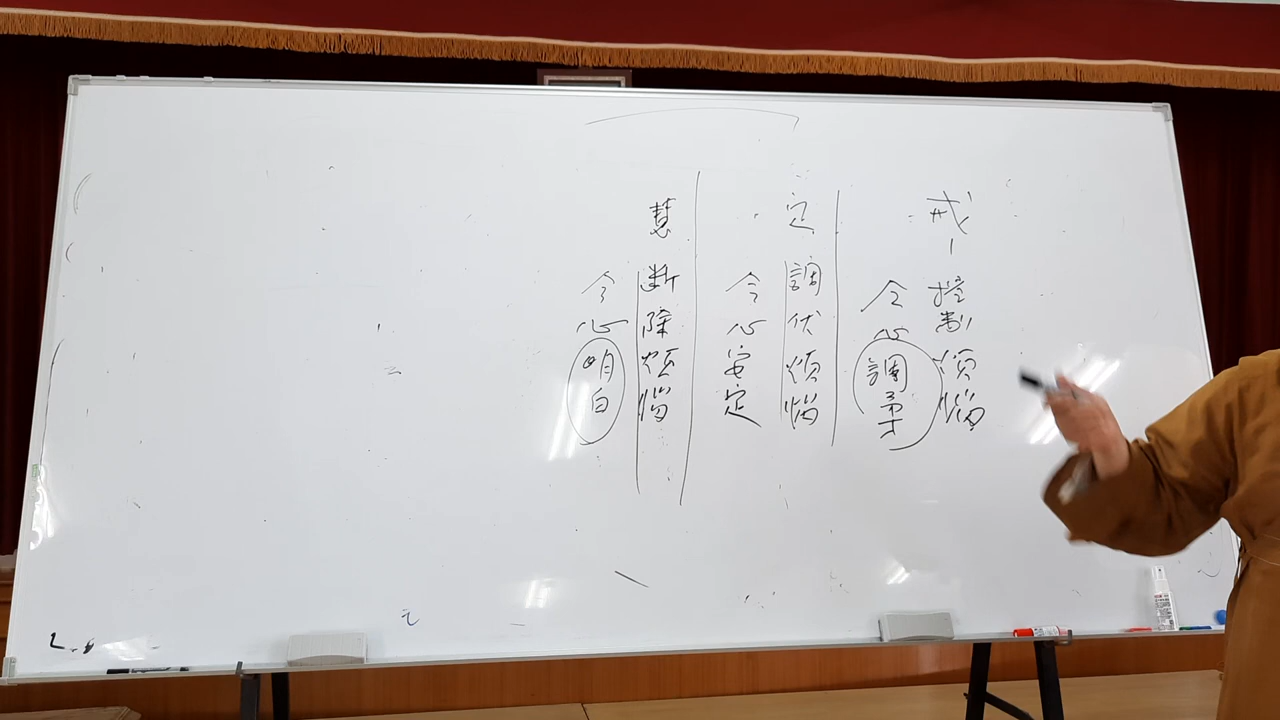 戒－控制煩惱
令心調柔
定調伏煩惱
令心安定
慧斷除煩惱
令心明白